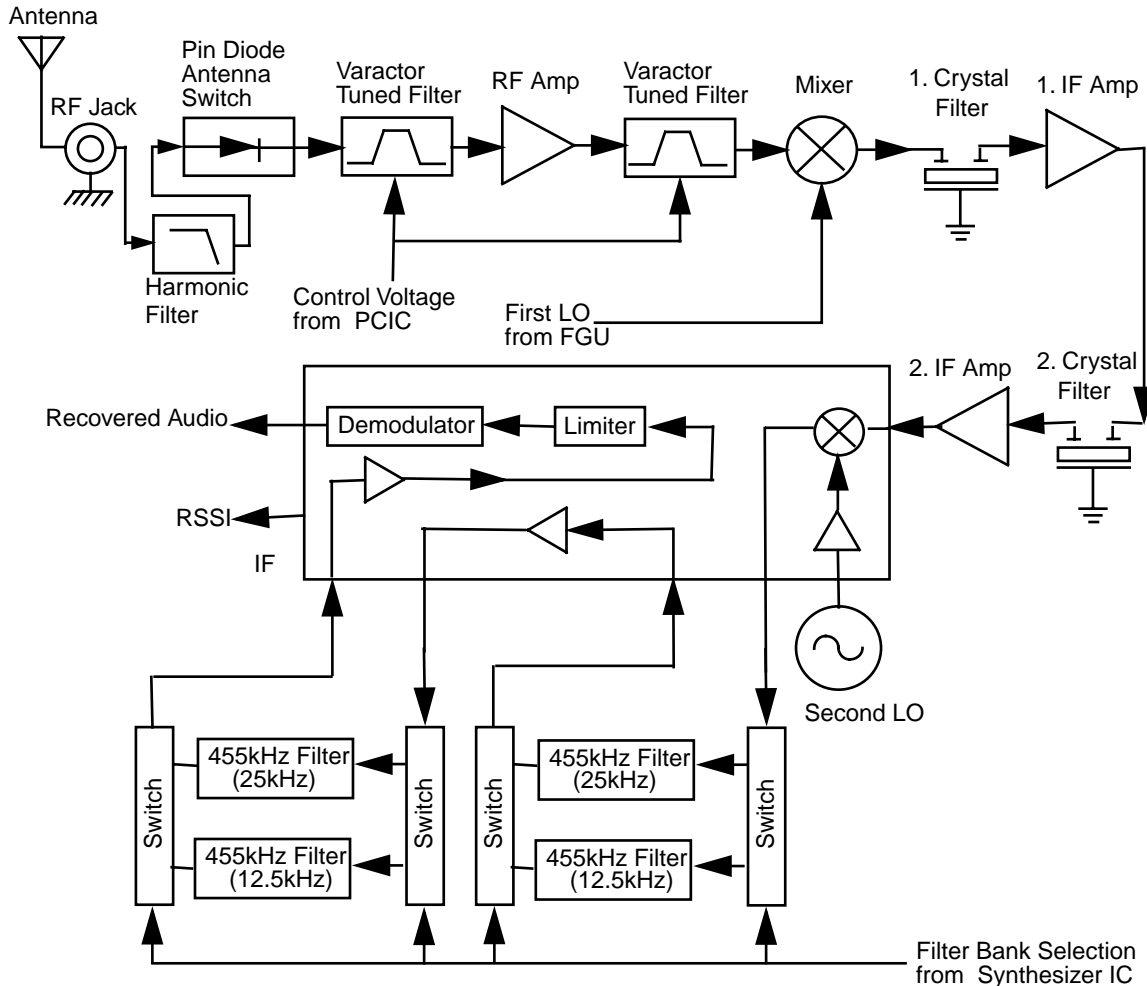 Antenna
Pin Diode
Antenna
Switch
RF Jack
Varactor
Tuned Filter
RF Amp
Varactor
Tuned Filter
Mixer
1. Crystal
Filter
1. IF Amp
Harmonic
Filter
Control Voltage
from PCIC
First LO
from FGU
2. IF Amp
2. Crystal
Filter
Recovered Audio
Demodulator
Limiter
RSSI
IF
Second LO
Switch
455kHz Filter
(25kHz)
455kHz Filter
(12.5kHz)
Switch
Switch
455kHz Filter
(25kHz)
455kHz Filter
(12.5kHz)
Switch
Filter Bank Selection
from Synthesizer IC